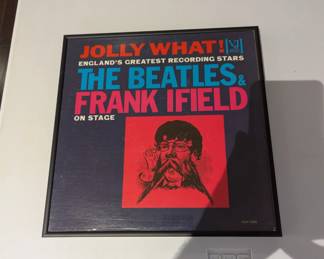 JOLLY WHAT!
ENGLAND'S GREATEST RECORDING STARS
THE BEATLES &
FRANK IFIELD
ON STAGE